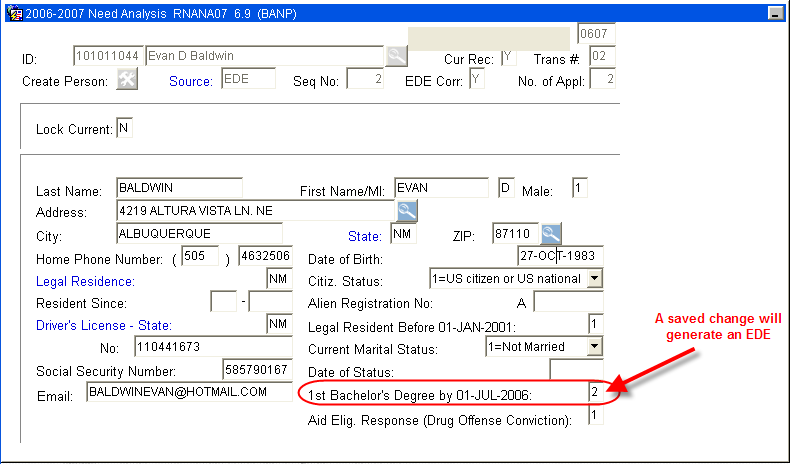 2006-2007 Need Analysis RNANA07 6.9 (BANP)
0607
ID: 101011044 Evan D Baldwin Cur Rec: Y Trans #: 02
Create Person: Source: EDE Seq No: 2 EDE Corr: Y No. of Appl: 2
Lock Current: N
Last Name: BALDWIN First Name/MI: EVAN D Male: 1
Address: 4219 ALTURA VISTA LN. NE
City: ALBUQUERQUE State: NM ZIP: 87110
Home Phone Number: ( 505 ) 4632506 Date of Birth: 27-OCT-1983
Legal Residence: NM Citiz. Status: 1=US citizen or US national
Resident Since: - Alien Registration No: A
Driver's License - State: NM Legal Resident Before 01-JAN-2001: 1
No: 110441673 Current Marital Status: 1=Not Married
Social Security Number: 585790167 Date of Status:
Email: BALDWINEVAN@HOTMAIL.COM 1st Bachelor's Degree by 01-JUL-2006: 2
Aid Elig. Response (Drug Offense Conviction): 1
A saved change will
generate an EDE